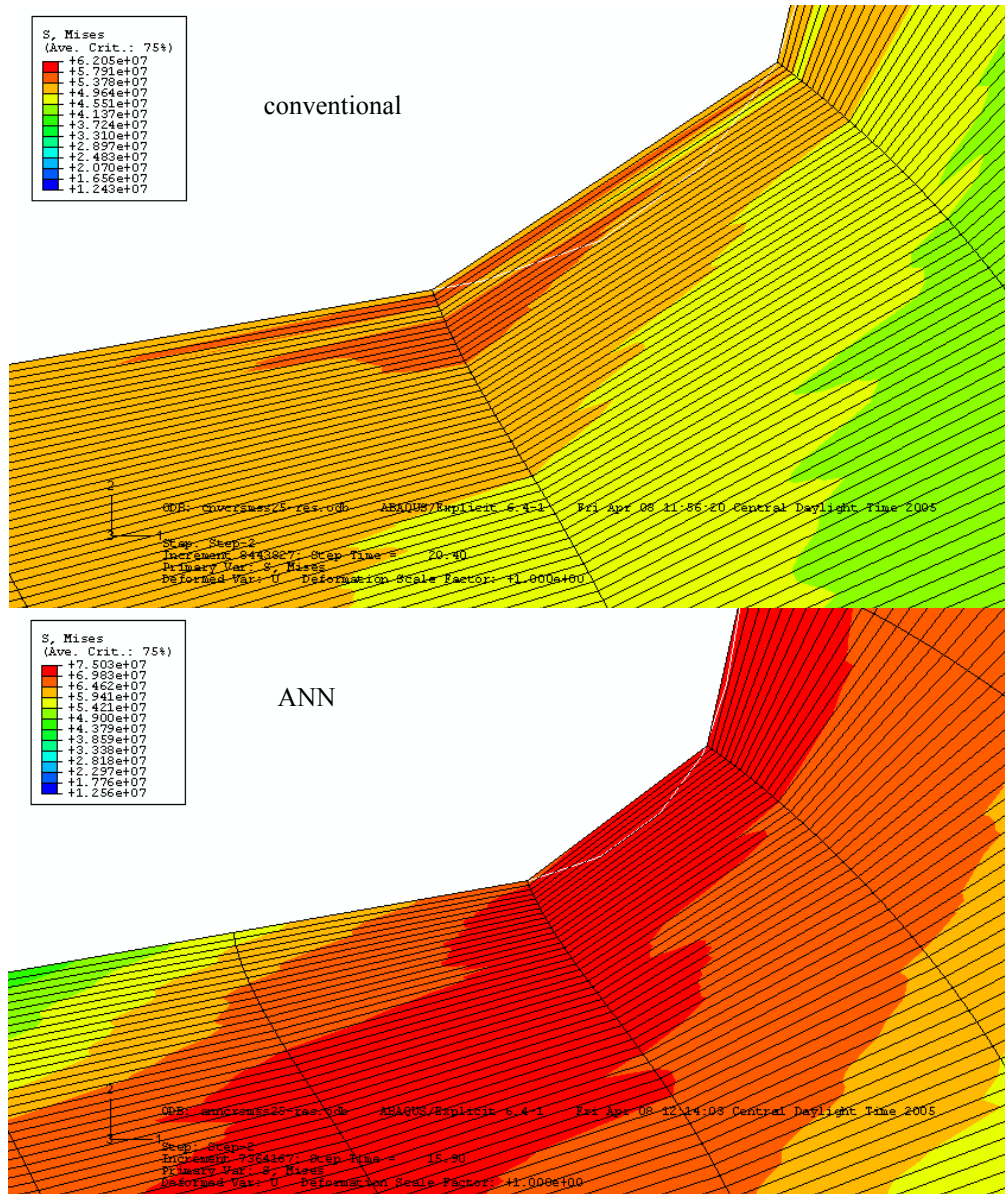 S, Mises
(Ave. Crit.: 75%)
+6.205e+07
+5.791e+07
+5.378e+07
+4.964e+07
+4.551e+07
+4.137e+07
+3.724e+07
+3.310e+07
+2.897e+07
+2.483e+07
+2.070e+07
+1.656e+07
+1.243e+07
conventional
2
3 1
ODB: cnvcrsmss25-res.odb ABAQUS/Explicit 6.4-1 Fri Apr 08 11:56:20 Central Daylight Time 2005
Step: Step-2
Increment 8443827: Step Time = 20.40
Primary Var: S, Mises
Deformed Var: U Deformation Scale Factor: +1.000e+00
S, Mises
(Ave. Crit.: 75%)
+7.503e+07
+6.983e+07
+6.462e+07
+5.941e+07
+5.421e+07
+4.900e+07
+4.379e+07
+3.859e+07
+3.338e+07
+2.818e+07
+2.297e+07
+1.776e+07
+1.256e+07
ANN
2
3 1
ODB: anncrsmss25-res.odb ABAQUS/Explicit 6.4-1 Fri Apr 08 12:14:03 Central Daylight Time 2005
Step: Step-2
Increment 7364167: Step Time = 15.90
Primary Var: S, Mises
Deformed Var: U Deformation Scale Factor: +1.000e+00